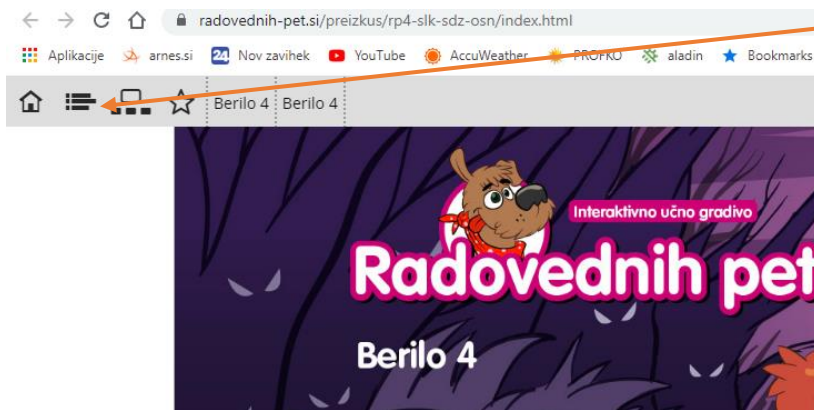 radovednih-pet.si/preizkus/rp4-slk-sdz-osn/index.html
Aplikacije arnes.si 24 Nov zavihek YouTube AccuWeather PROFKO aladin Bookmarks
Berilo 4 Berilo 4
Interaktivno učno gradivo
Radovednih pet
Berilo 4